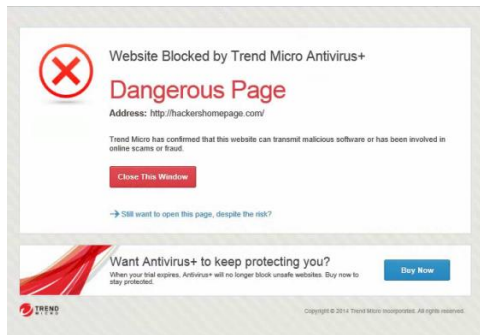 Website Blocked by Trend Micro Antivirus+
Dangerous Page
Address: http://hackershomepage.com/
Trend Micro has confirmed that this website can transmit malicious software or has been involved in
online scams or fraud.
Close This Window
Still want to open this page, despite the risk?
Want Antivirus+ to keep protecting you?
When your trial expires, Antivirus+ will no longer block unsafe websites. Buy now to
stay protected.
Buy Now
TREND
MICRO
Copyright © 2014 Trend Micro Incorporated. All rights reserved.